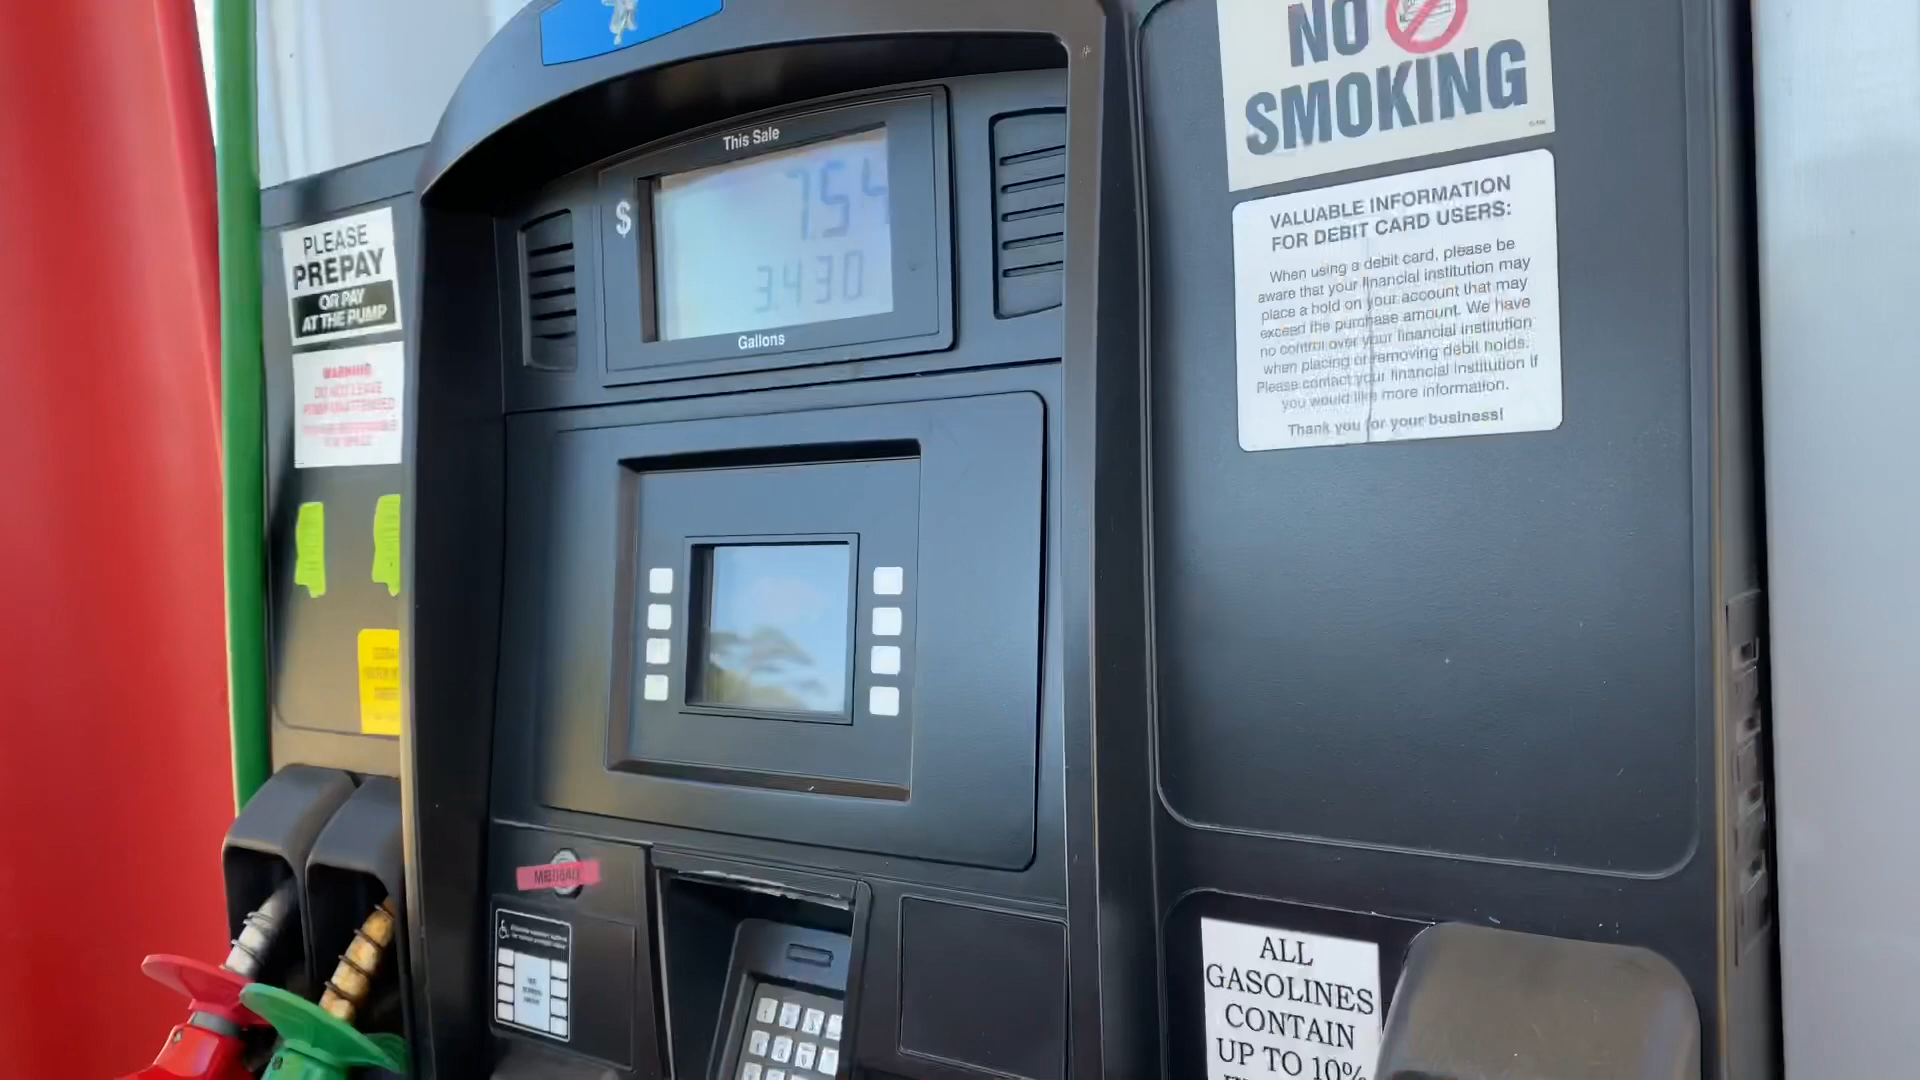 NO
SMOKING
This Sale
$
7.54
3.430
Gallons
PLEASE
PREPAY
OR PAY
AT THE PUMP
WARNING
DO NOT LEAVE
VALUABLE INFORMATION
FOR DEBIT CARD USERS:
When using a debit card, please be
aware that your financial institution may
place a hold on your account that may
exceed the purchase amount. We have
no control over your financial institution
when placing or removing debit holds.
Please contact your financial institution if
you would like more information.
Thank you for your business!
ALL
GASOLINES
CONTAIN
UP TO 10%